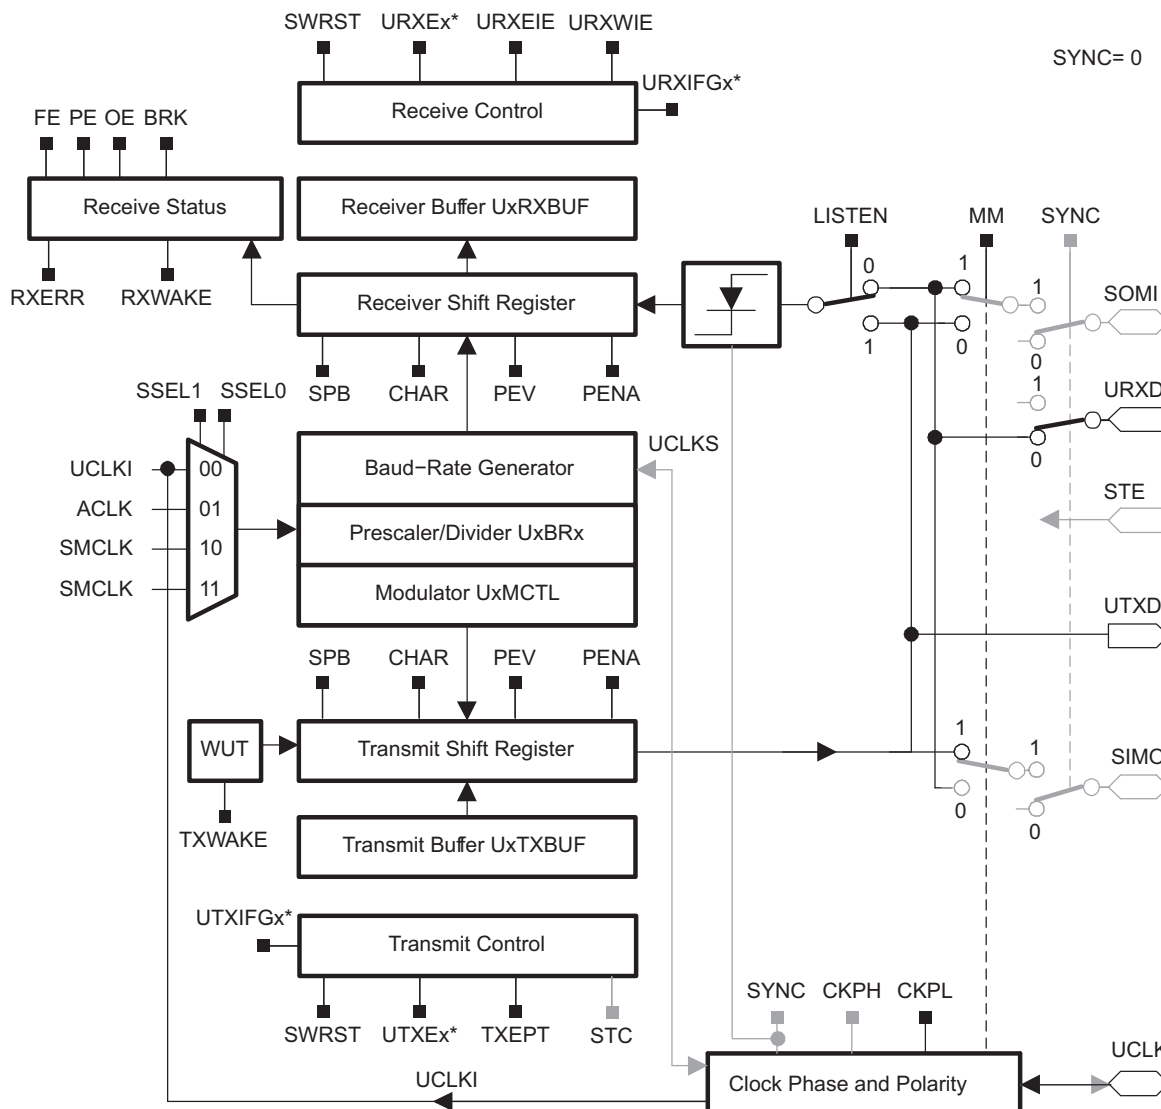 SWRST URXEx* URXEIE URXWIE
SYNC= 0
URXIFGx*
Receive Control
FE PE OE BRK
Receive Status
Receiver Buffer UxRXBUF
LISTEN MM SYNC
RXERR RXWAKE
Receiver Shift Register
0 1 1
SOMI
1 0 0
SPB CHAR PEV PENA
1
URXD
0
SSEL1 SSEL0
UCLKS
UCLKI 00
Baud−Rate Generator
ACLK 01
STE
Prescaler/Divider UxBRx
SMCLK 10
SMCLK 11
Modulator UxMCTL
UTXD
SPB CHAR PEV PENA
WUT
Transmit Shift Register
1 1
SIMO
0 0
TXWAKE
Transmit Buffer UxTXBUF
UTXIFGx*
Transmit Control
SWRST UTXEx* TXEPT STC
SYNC CKPH CKPL
UCLKI
Clock Phase and Polarity
UCLK